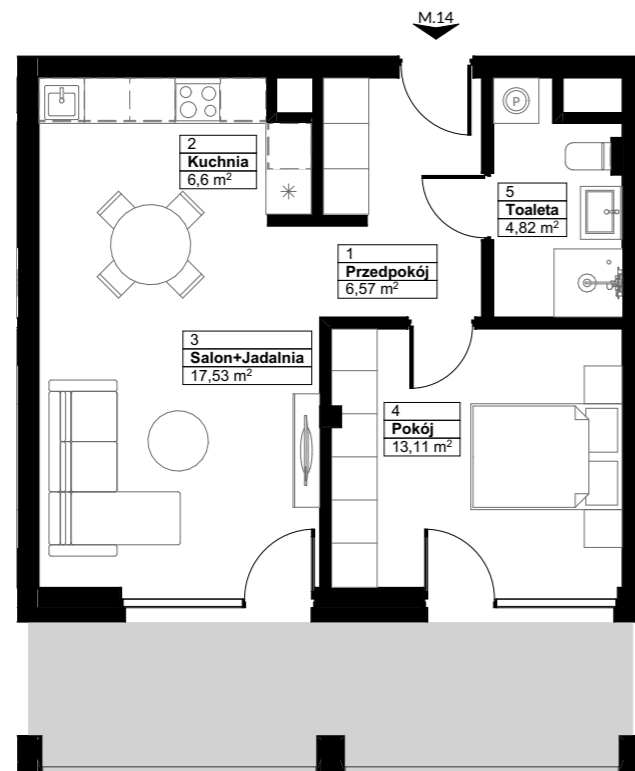 M.14
P
2
Kuchnia
6,6 m²
5
Toaleta
4,82 m²
1
Przedpokój
6,57 m²
3
Salon+Jadalnia
17,53 m²
4
Pokój
13,11 m²